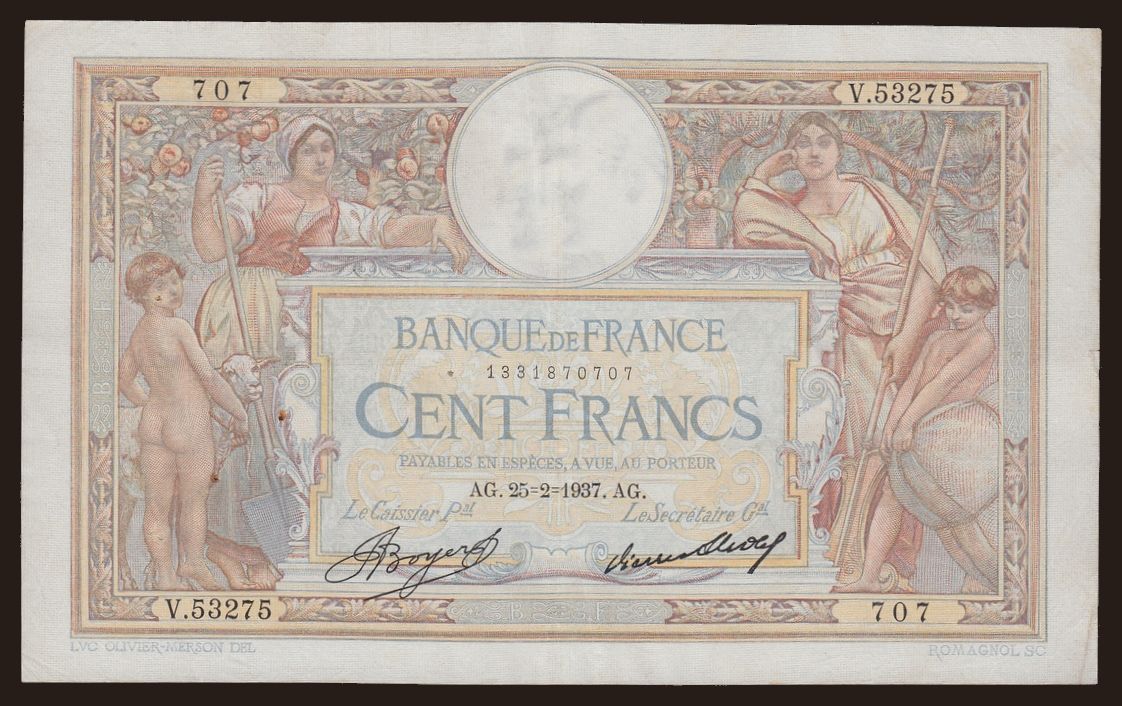 707 V.53275
BANQUE DE FRANCE
1331870707
CENT FRANCS
PAYABLES EN ESPÈCES, A VUE, AU PORTEUR
AG. 25=2=1937. AG.
Le Caissier Pal Le Secrétaire Gal
Boyer
V.53275 B F 707
LVC OLIVIER-MERSON DEL ROMAGNOL SC